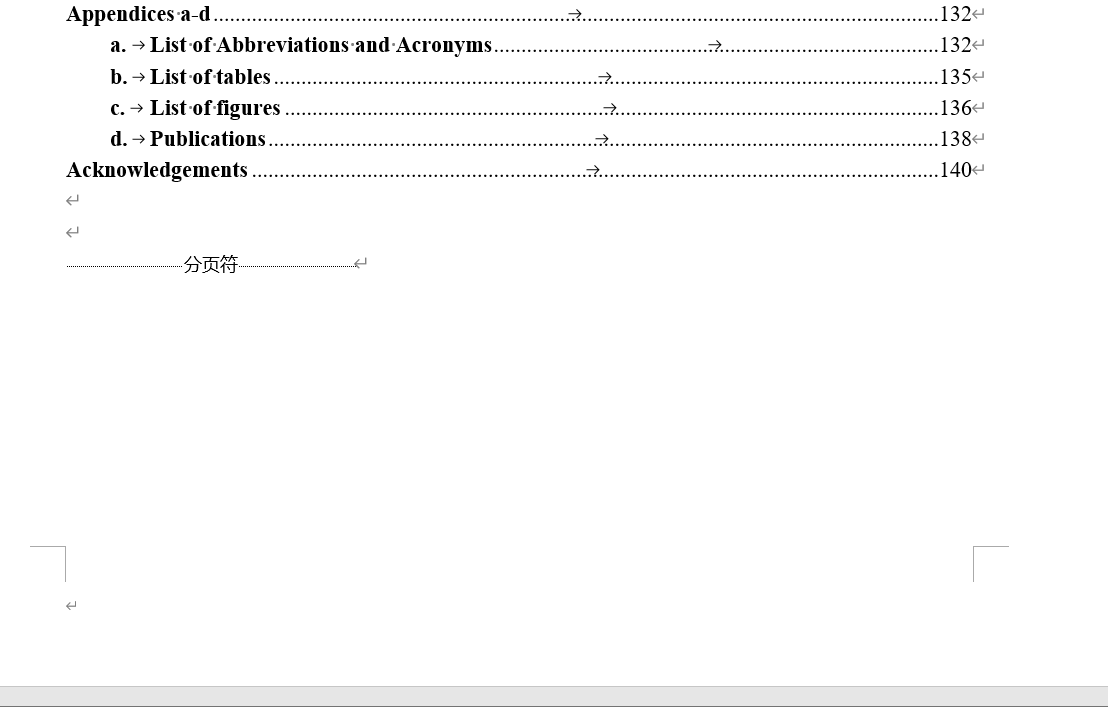 Appendices a-d 132
a. List of Abbreviations and Acronyms 132
b. List of tables 135
c. List of figures 136
d. Publications 138
Acknowledgements 140
分页符